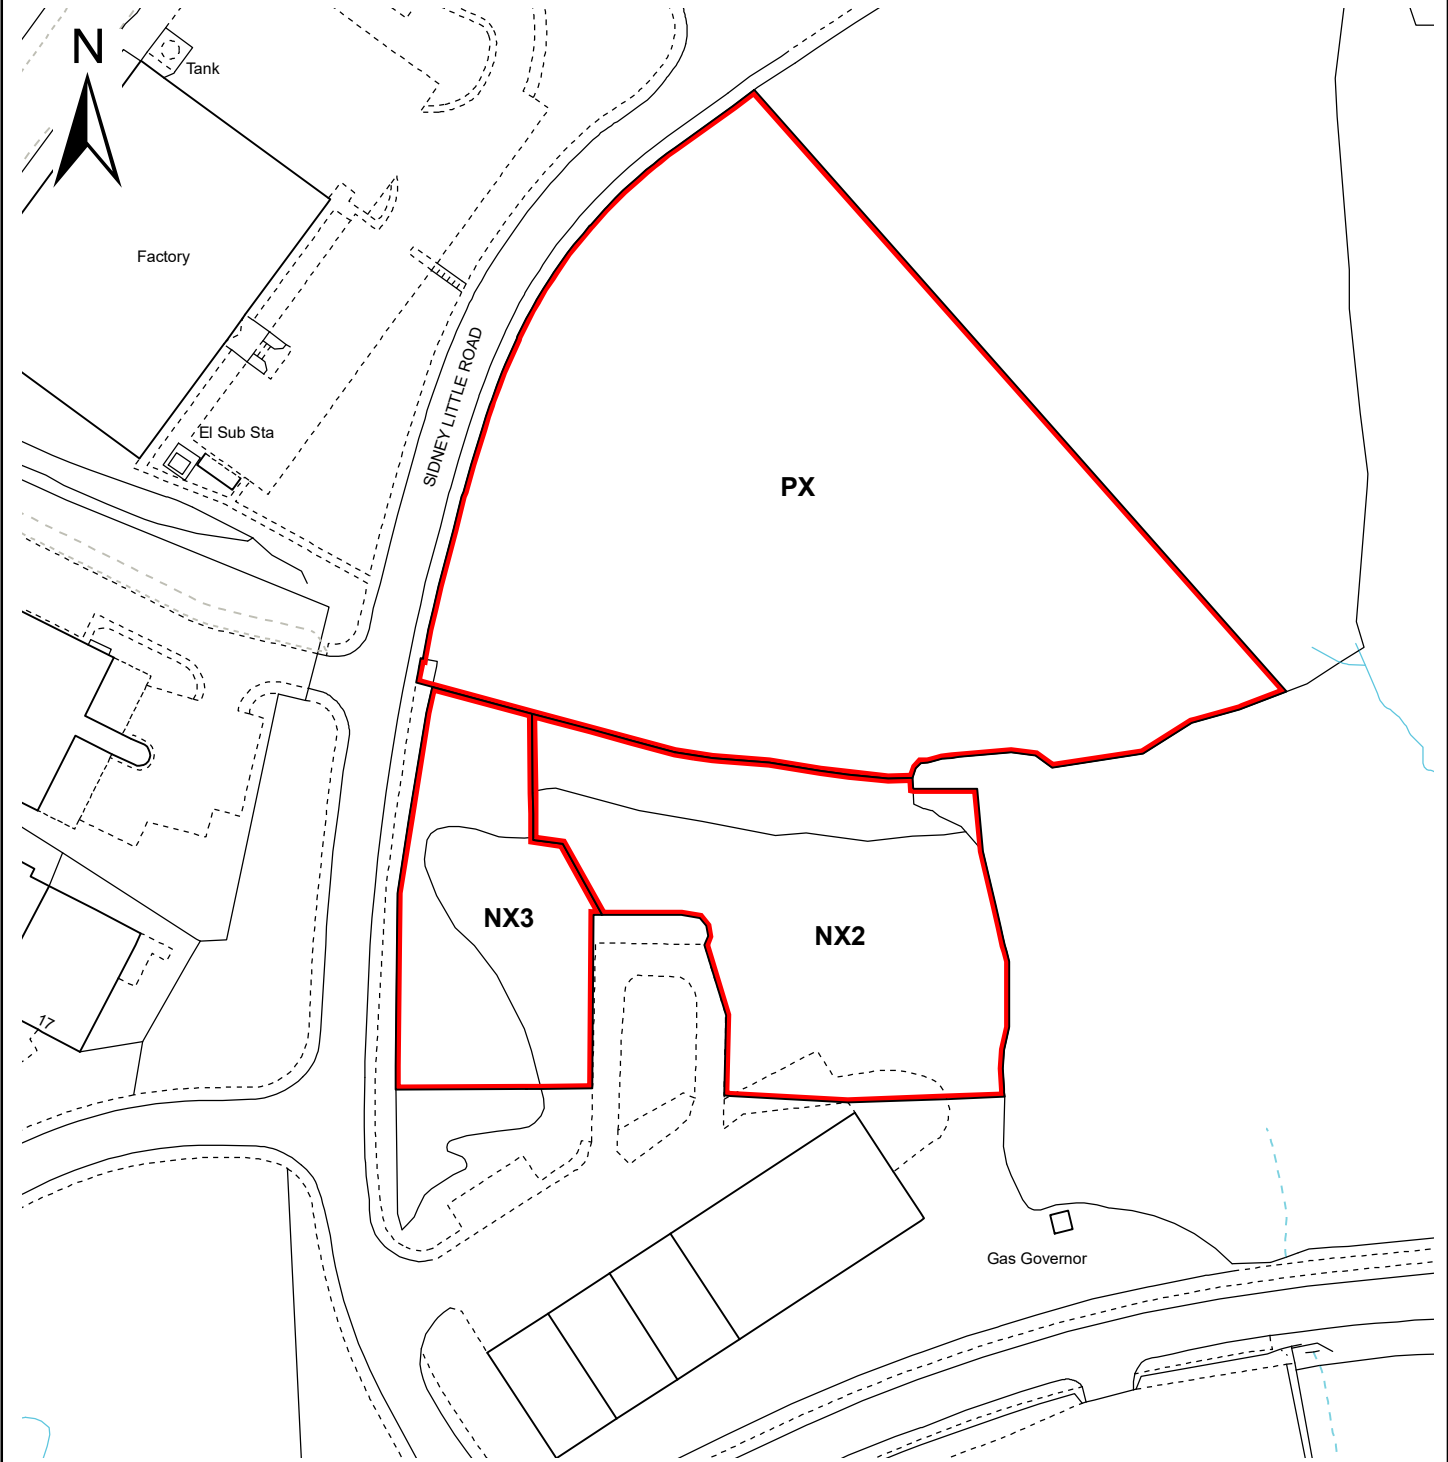 N
Tank
Factory
SIDNEY LITTLE ROAD
El Sub Sta
PX
NX3
NX2
17
Gas Governor